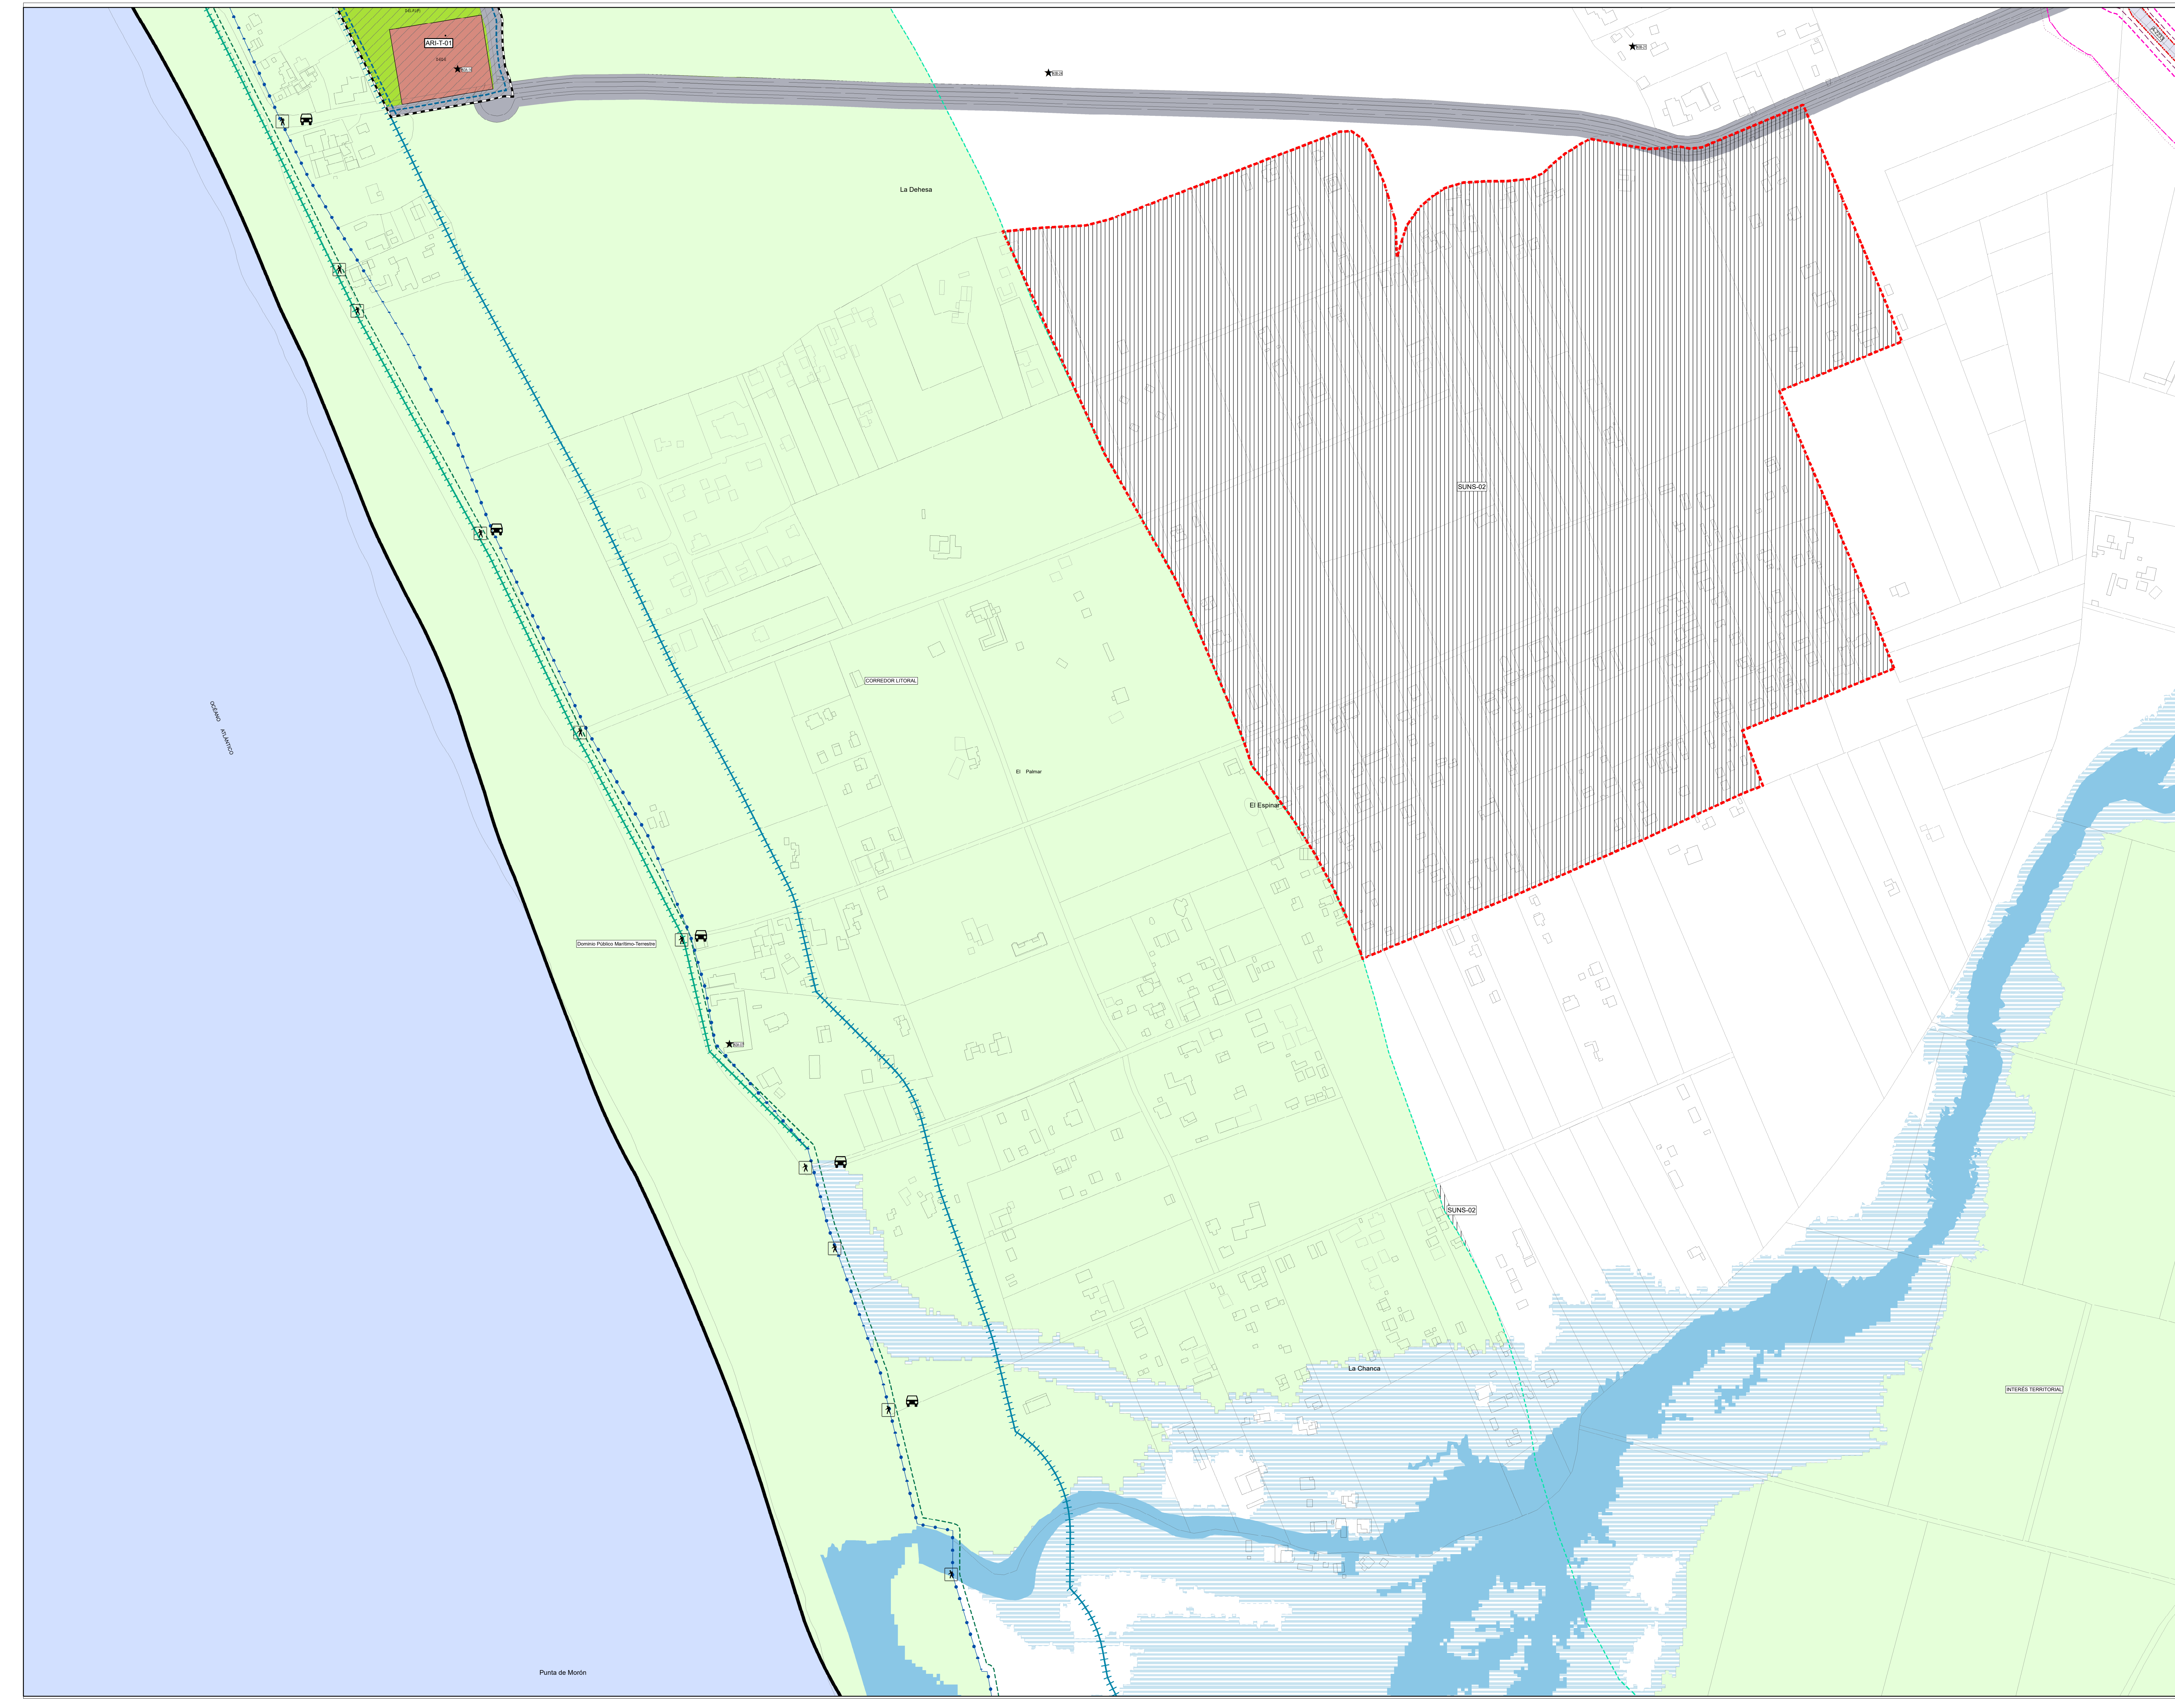 ARI-T-01
La Dehesa
SUNS-02
CORREDOR LITORAL
OCÉANO ATLÁNTICO
El Palmar
El Espinar
Dominio Público Marítimo-Terrestre
SUNS-02
La Chanca
INTERÉS TERRITORIAL
Punta de Morón